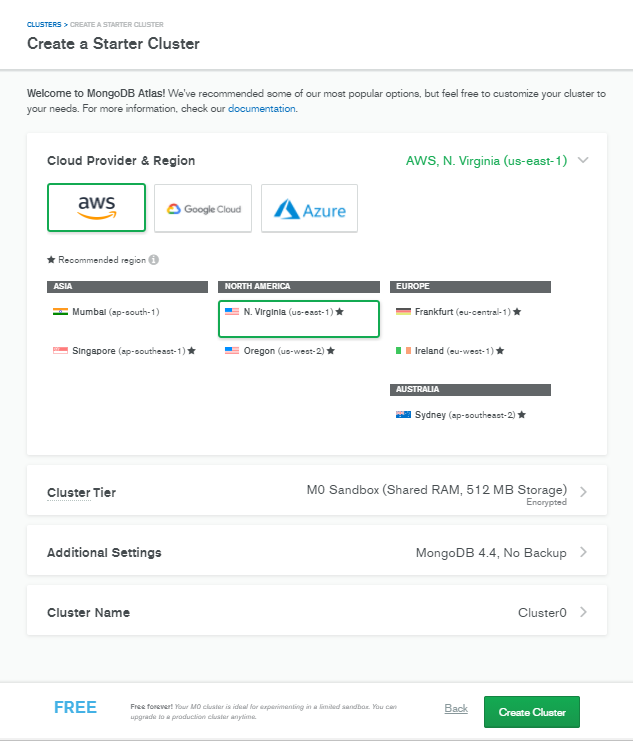 CLUSTERS > CREATE A STARTER CLUSTER
Create a Starter Cluster
Welcome to MongoDB Atlas! We've recommended some of our most popular options, but feel free to customize your cluster to
your needs. For more information, check our documentation.
Cloud Provider & Region
AWS, N. Virginia (us-east-1)
aws
Google Cloud
Azure
★ Recommended region
ASIA
Mumbai (ap-south-1)
Singapore (ap-southeast-1) ★
NORTH AMERICA
N. Virginia (us-east-1) ★
Oregon (us-west-2) ★
EUROPE
Frankfurt (eu-central-1) ★
Ireland (eu-west-1) ★
AUSTRALIA
Sydney (ap-southeast-2) ★
Cluster Tier
M0 Sandbox (Shared RAM, 512 MB Storage)
Encrypted
Additional Settings
MongoDB 4.4, No Backup
Cluster Name
Cluster0
FREE
Free forever! Your M0 cluster is ideal for experimenting in a limited sandbox. You can
upgrade to a production cluster anytime.
Back
Create Cluster